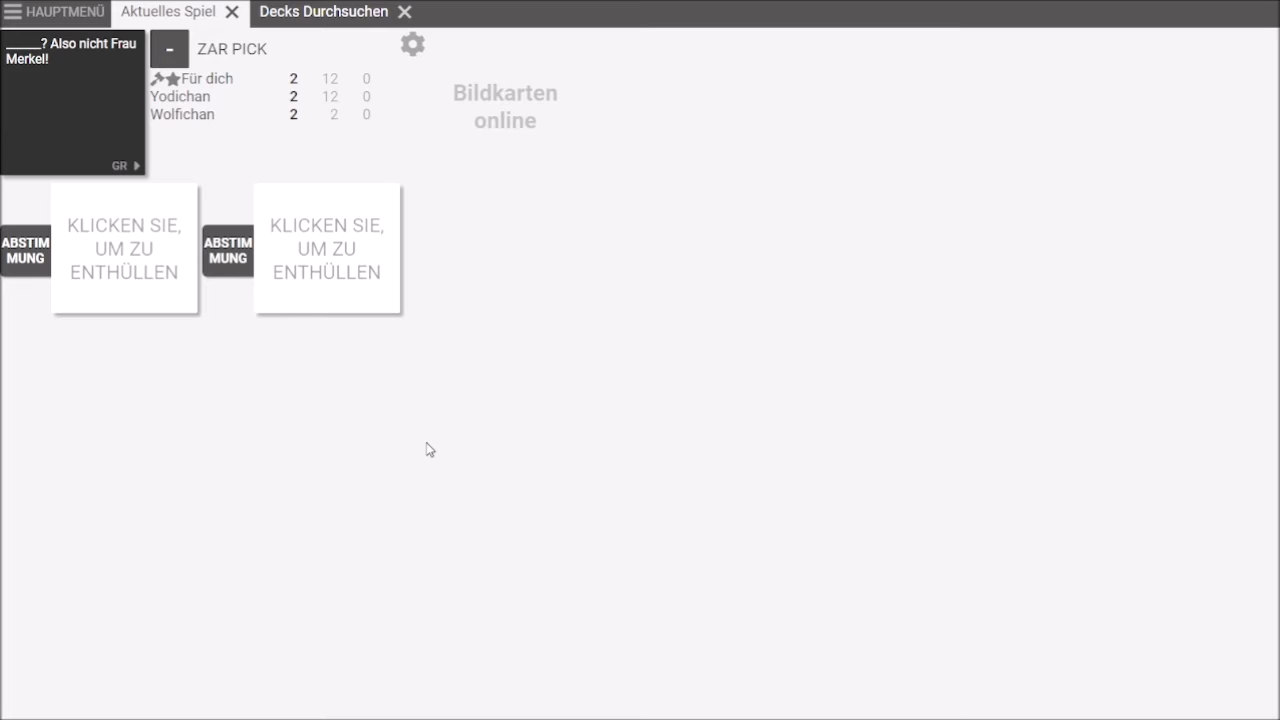 HAUPTMENÜ Aktuelles Spiel Decks Durchsuchen
_____? Also nicht Frau
Merkel!
GR
- ZAR PICK
Für dich 2 12 0
Yodichan 2 12 0
Wolfichan 2 2 0
Bildkarten
online
ABSTIM
MUNG
KLICKEN SIE,
UM ZU
ENTHÜLLEN
ABSTIM
MUNG
KLICKEN SIE,
UM ZU
ENTHÜLLEN